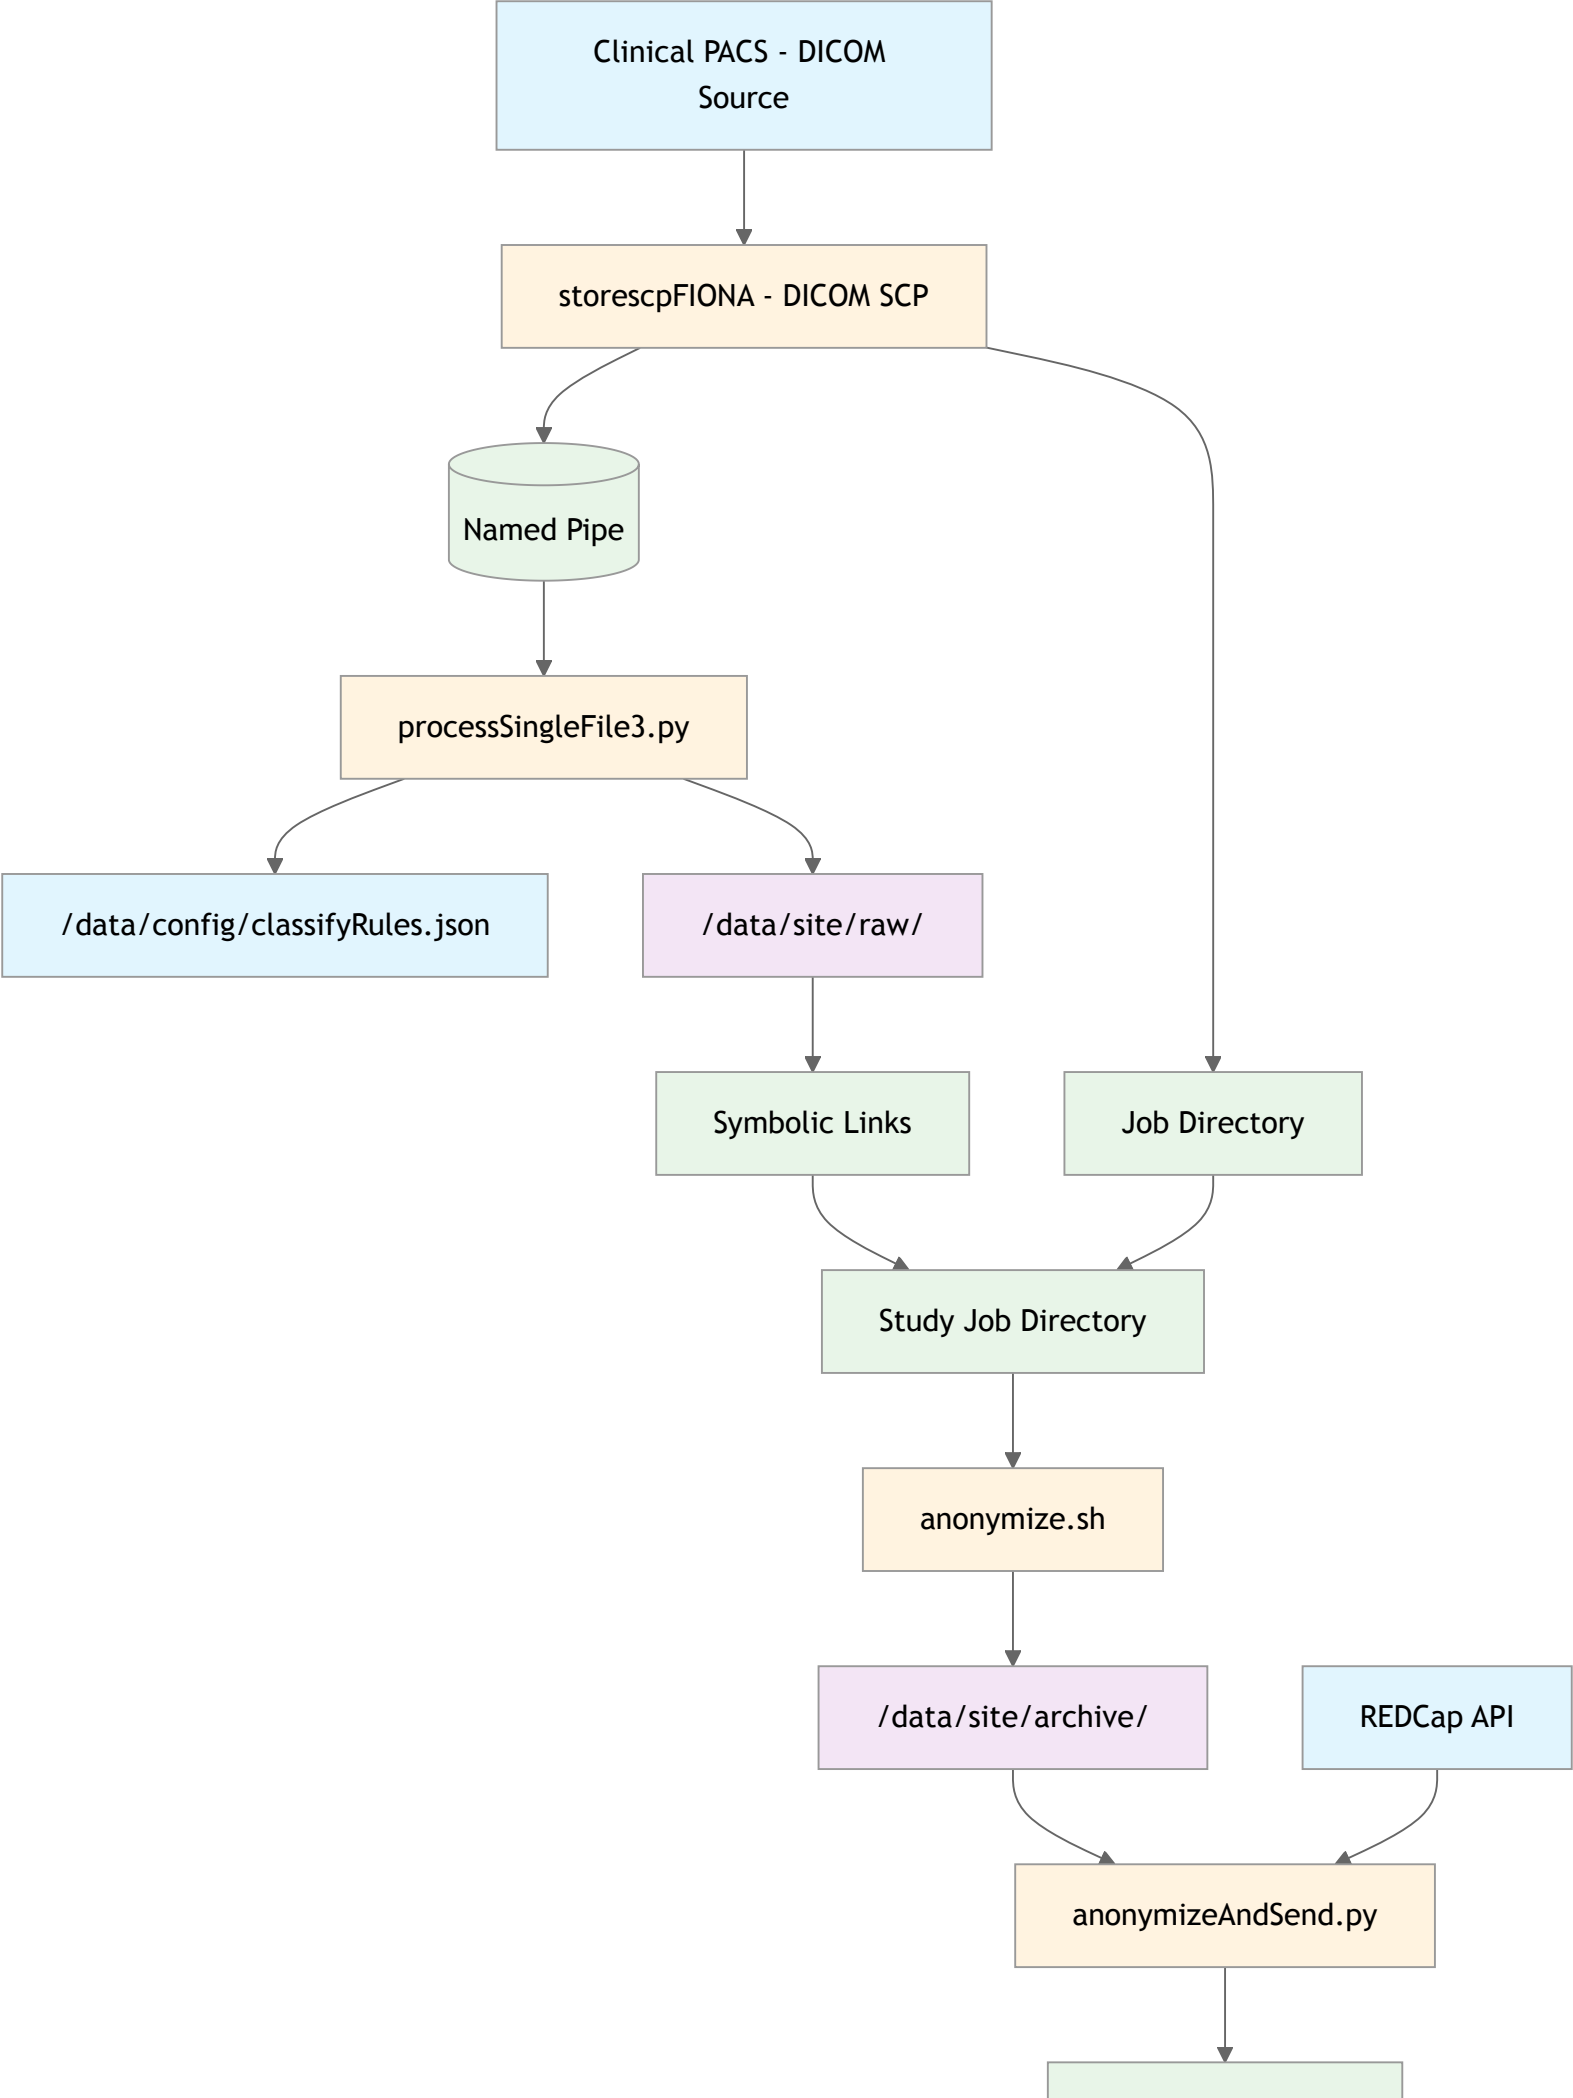 Clinical PACS - DICOM
Source
storescpFIONA - DICOM SCP
Named Pipe
processSingleFile3.py
/data/config/classifyRules.json
/data/site/raw/
Symbolic Links
Job Directory
Study Job Directory
anonymize.sh
/data/site/archive/
REDCap API
anonymizeAndSend.py